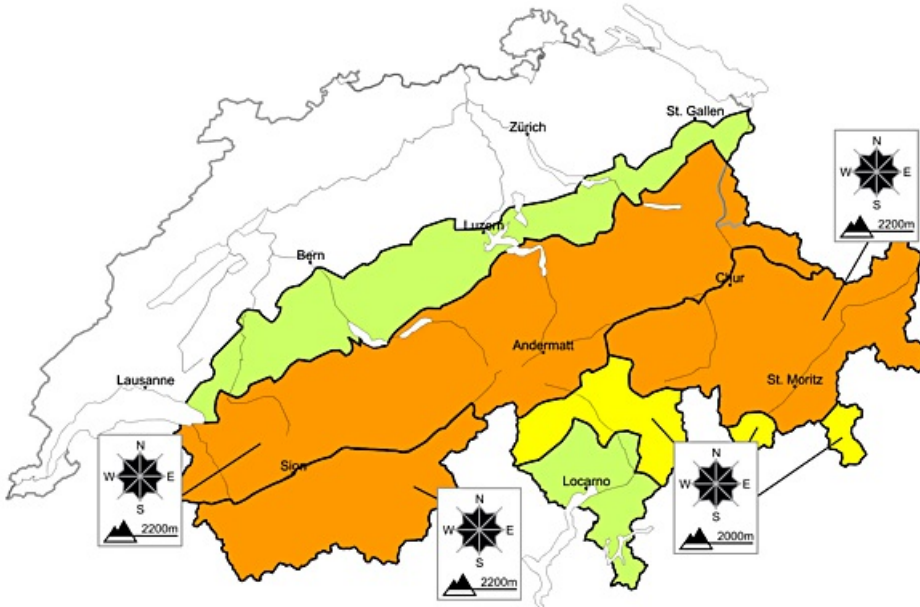 St. Gallen
Zürich
N
W E
S
2200m
Luzern
Bern
Chur
Andermatt
Lausanne
St. Moritz
N
W E
S
2200m
Sion
Locarno
N
W E
S
2200m
N
W E
S
2000m